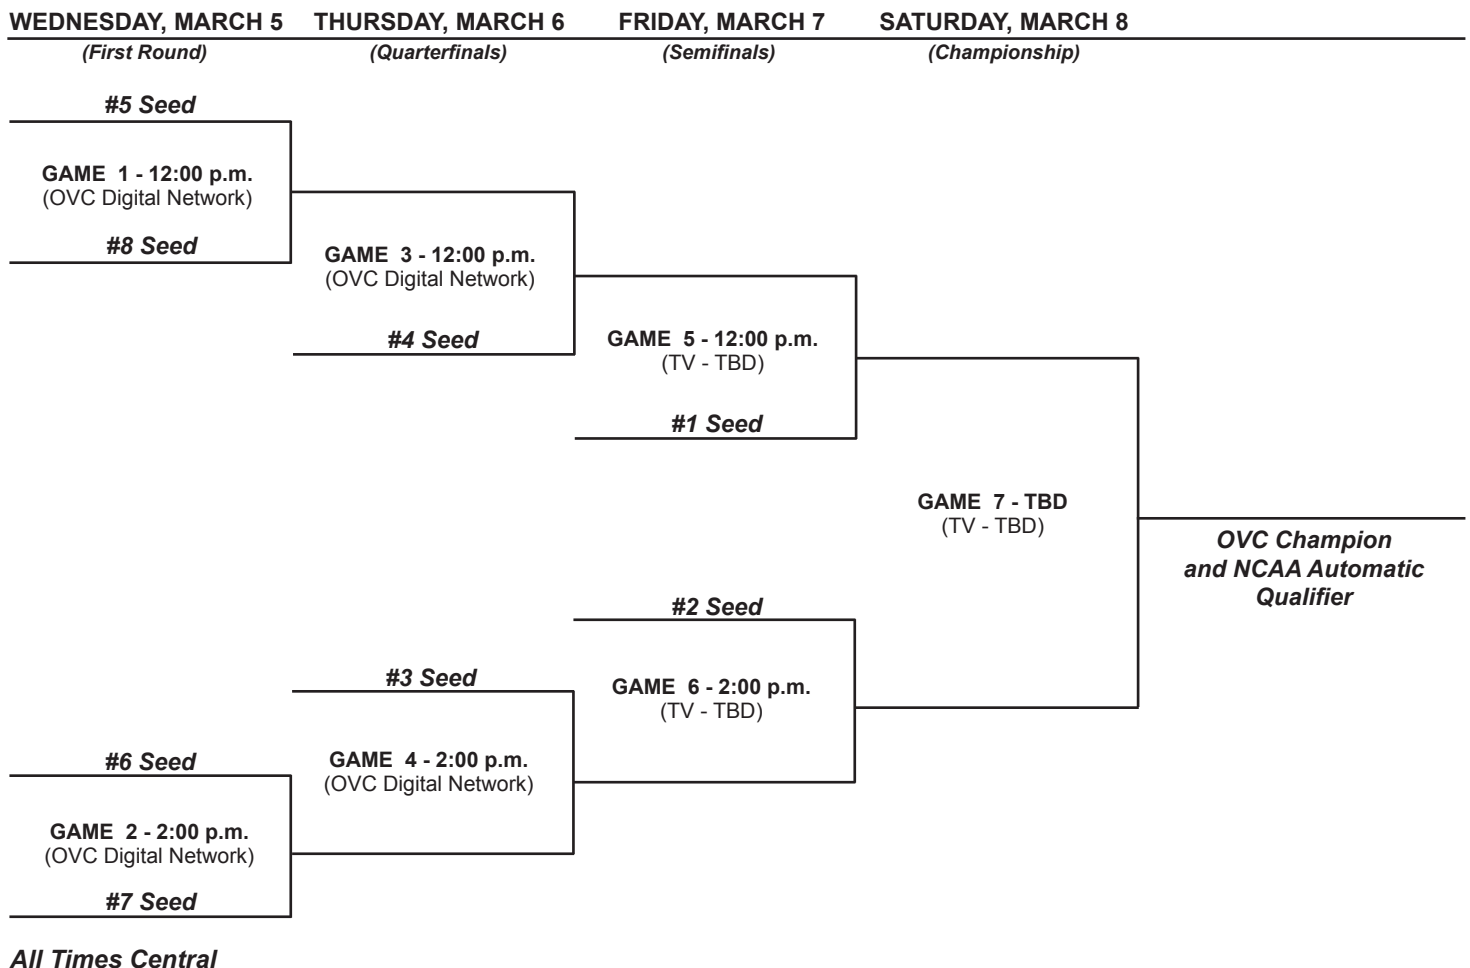 WEDNESDAY, MARCH 5 THURSDAY, MARCH 6 FRIDAY, MARCH 7 SATURDAY, MARCH 8
(First Round) (Quarterfinals) (Semifinals) (Championship)
#5 Seed
GAME 1 - 12:00 p.m.
(OVC Digital Network)
#8 Seed
GAME 3 - 12:00 p.m.
(OVC Digital Network)
#4 Seed
GAME 5 - 12:00 p.m.
(TV - TBD)
#1 Seed
GAME 7 - TBD
(TV - TBD)
OVC Champion
and NCAA Automatic
Qualifier
#2 Seed
GAME 6 - 2:00 p.m.
(TV - TBD)
#3 Seed
GAME 4 - 2:00 p.m.
(OVC Digital Network)
#6 Seed
GAME 2 - 2:00 p.m.
(OVC Digital Network)
#7 Seed
All Times Central